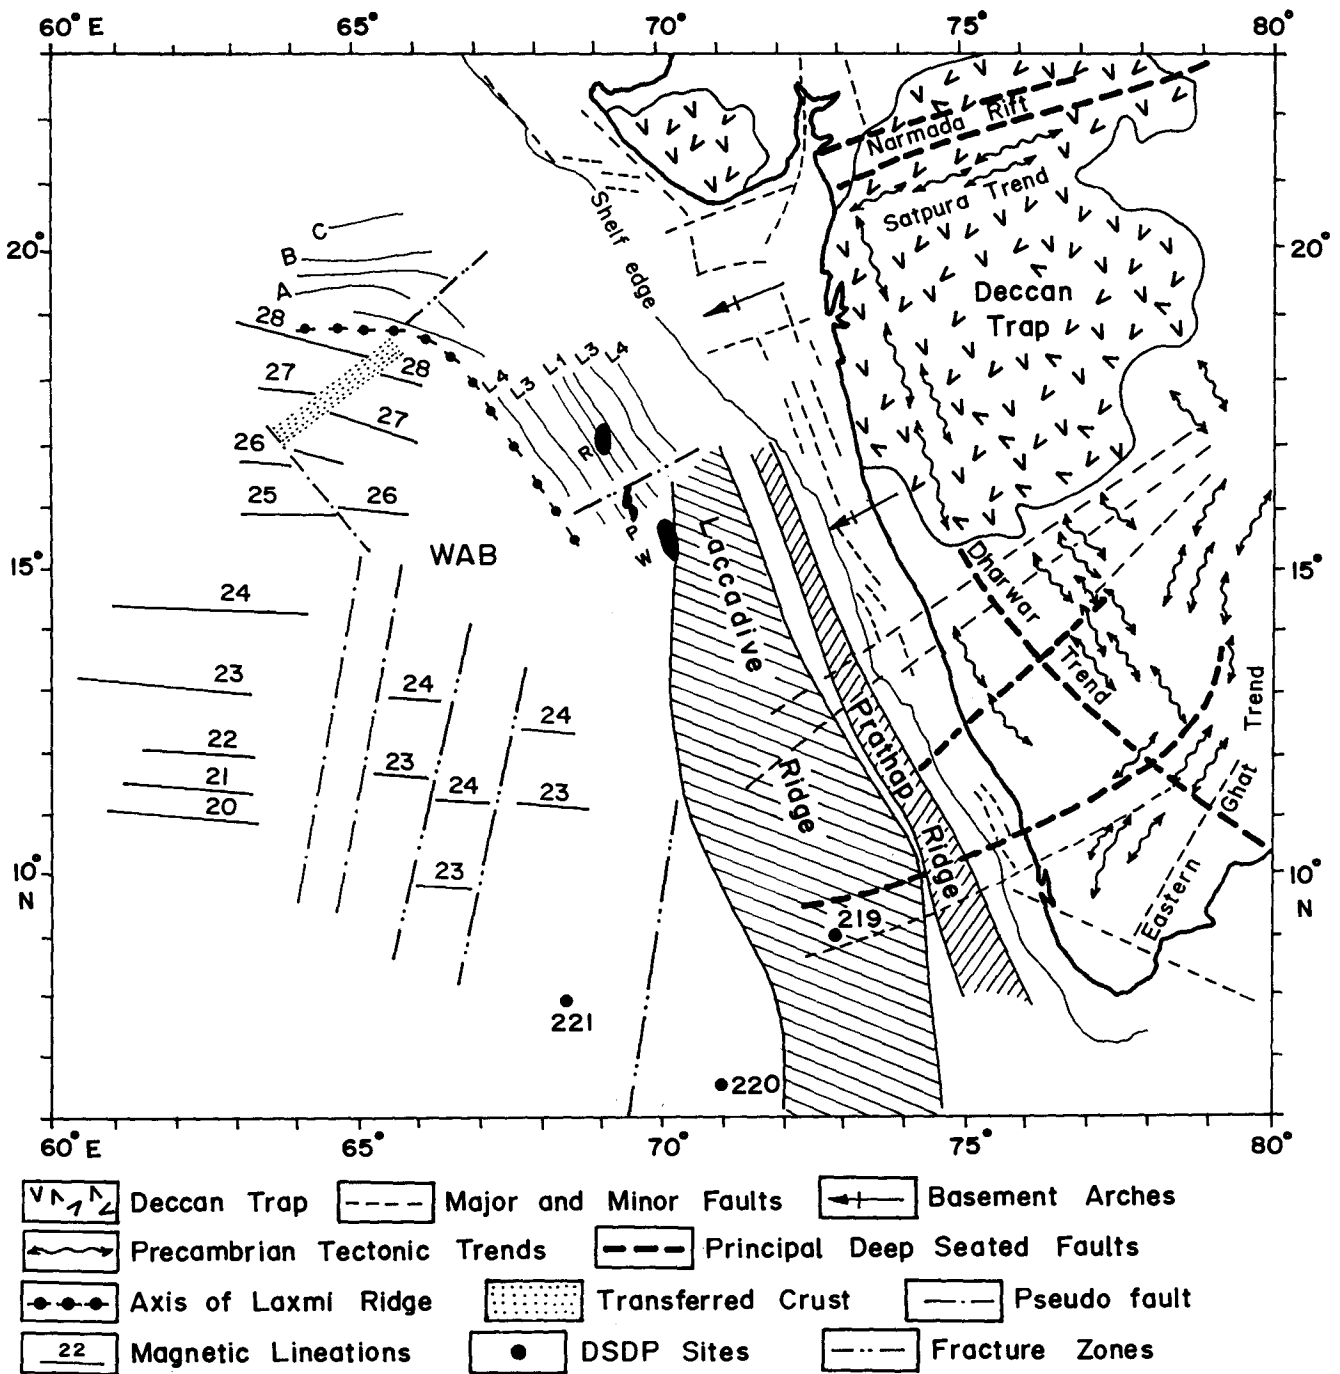 60° E 65° 70° 75° 80°
Narmada Rift
Satpura Trend
Shelf edge
C
B
A
20° 20°
Deccan
Trap
28
28
27
27
26
26
25
L4 L3 L1 L3 L4
R
P
W
WAB
15° 15°
Laccadive
Ridge
Dharwar
Trend
24
23
22
21
20
24
24
23
24
23
23
Prathap
Ridge
Eastern Ghat Trend
10° 10°
N N
219
221
220
60° E 65° 70° 75° 80°
Deccan Trap Major and Minor Faults Basement Arches
Precambrian Tectonic Trends Principal Deep Seated Faults
Axis of Laxmi Ridge Transferred Crust Pseudo fault
22 Magnetic Lineations DSDP Sites Fracture Zones